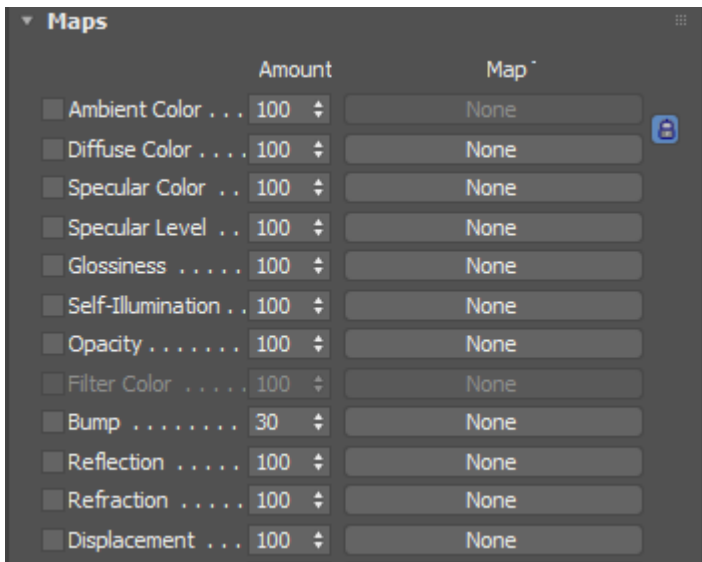 Maps
Amount Map
Ambient Color . . . 100 None
Diffuse Color . . . . 100 None
Specular Color . . 100 None
Specular Level . . 100 None
Glossiness . . . . . 100 None
Self-Illumination . . 100 None
Opacity . . . . . . . 100 None
Filter Color . . . . . 100 None
Bump . . . . . . . . 30 None
Reflection . . . . . 100 None
Refraction . . . . . 100 None
Displacement . . . 100 None